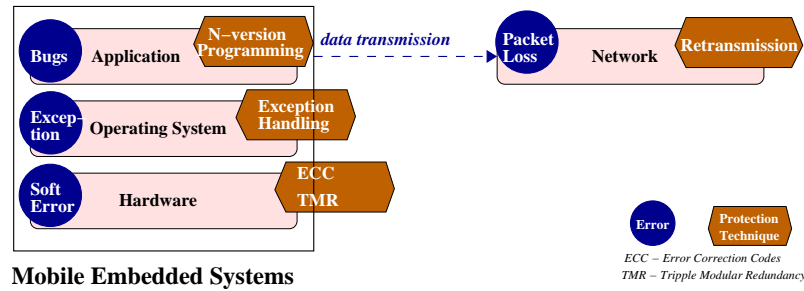 N−version
Programming
Bugs
Application
data transmission
Packet
Loss
Network
Retransmission
Excep-
tion
Operating System
Exception
Handling
Soft
Error
Hardware
ECC
TMR
Error
Protection
Technique
ECC − Error Correction Codes
TMR − Tripple Modular Redundancy
Mobile Embedded Systems